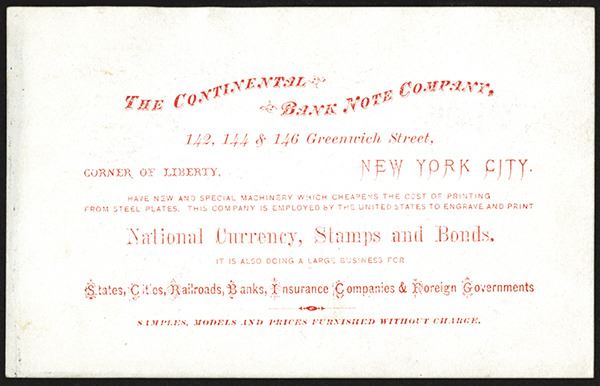 THE CONTINENTAL
BANK NOTE COMPANY,
142, 144 & 146 Greenwich Street,
CORNER OF LIBERTY, NEW YORK CITY.
HAVE NEW AND SPECIAL MACHINERY WHICH CHEAPENS THE COST OF PRINTING
FROM STEEL PLATES. THIS COMPANY IS EMPLOYED BY THE UNITED STATES TO ENGRAVE AND PRINT
National Currency, Stamps and Bonds.
IT IS ALSO DOING A LARGE BUSINESS FOR
States, Cities, Railroads, Banks, Insurance Companies & Foreign Governments
SAMPLES, MODELS AND PRICES FURNISHED WITHOUT CHARGE.